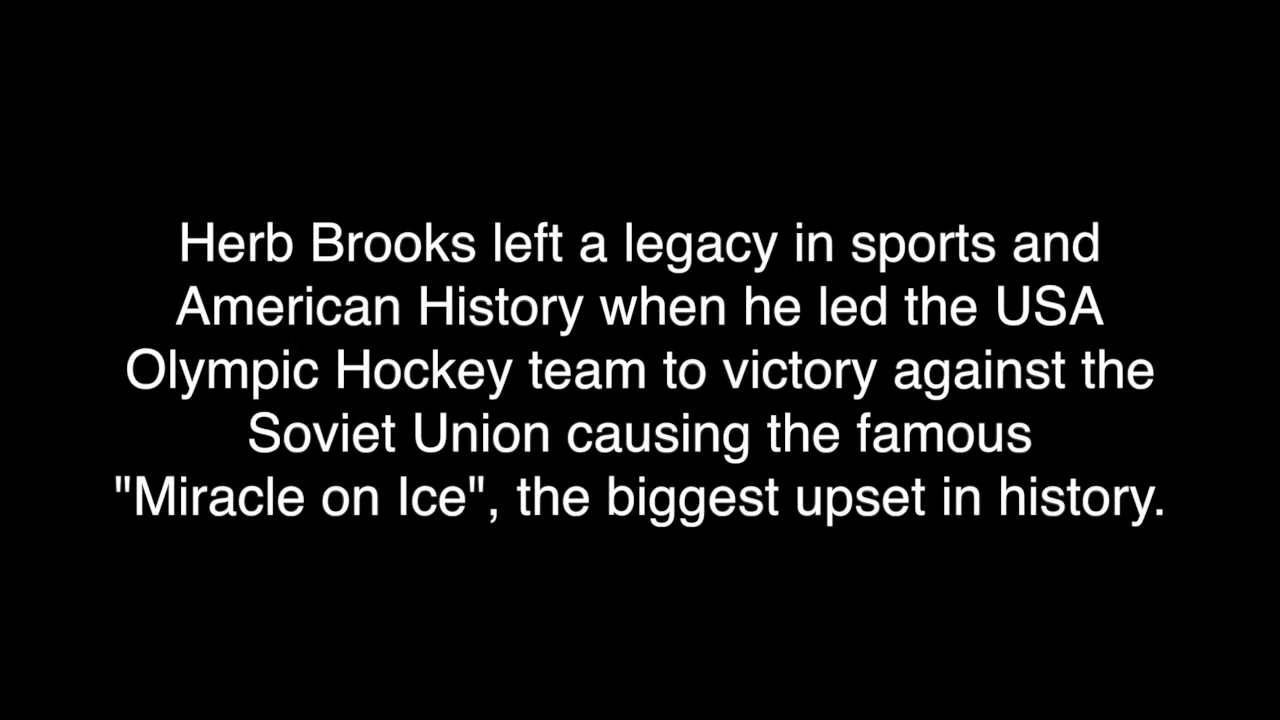 Herb Brooks left a legacy in sports and
American History when he led the USA
Olympic Hockey team to victory against the
Soviet Union causing the famous
"Miracle on Ice", the biggest upset in history.